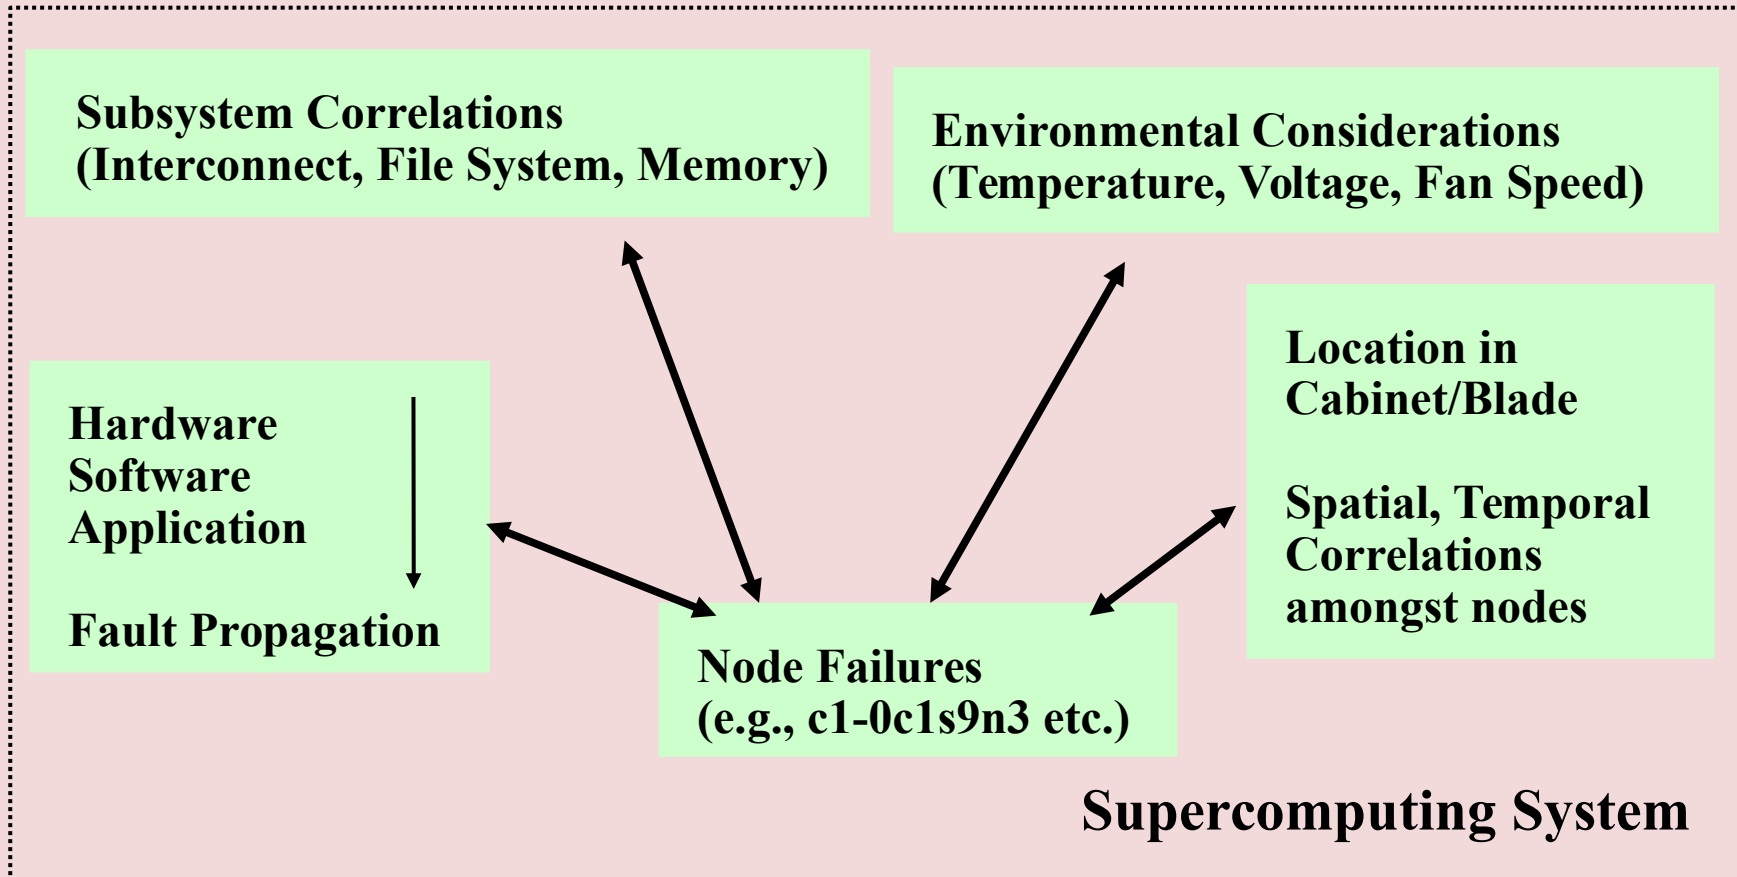 Subsystem Correlations
(Interconnect, File System, Memory)
Environmental Considerations
(Temperature, Voltage, Fan Speed)
Hardware
Software
Application
Fault Propagation
Location in
Cabinet/Blade
Spatial, Temporal
Correlations
amongst nodes
Node Failures
(e.g., c1-0c1s9n3 etc.)
Supercomputing System